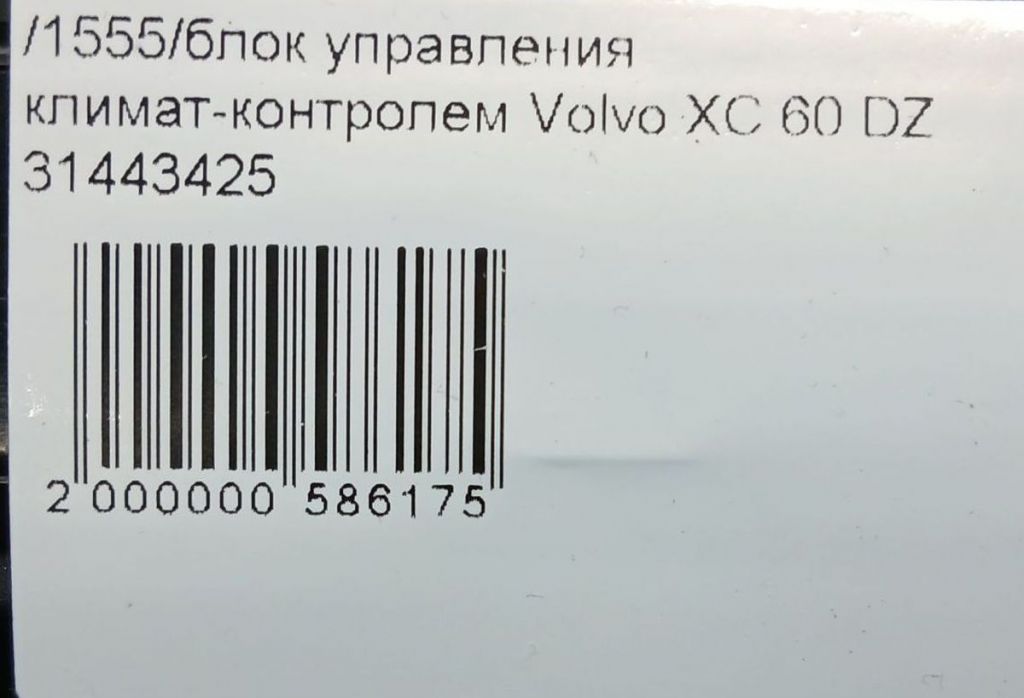 /1555/блок управления
климат-контролем Volvo XC 60 DZ
31443425
2 000000 586175